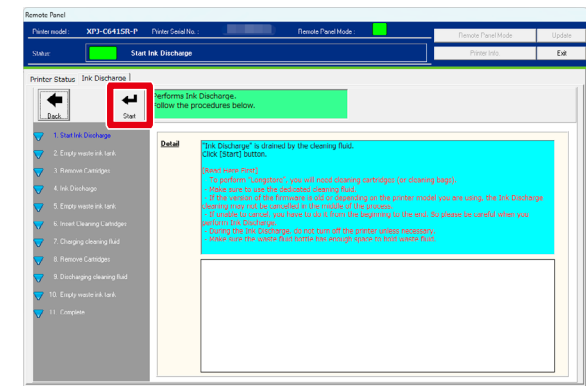 Remote Panel
Printer model : XPJ-C641SR-P Printer Serial No. : Remote Panel Mode : Remote Panel Mode Update
Status: Start Ink Discharge Printer Info. Exit
Printer Status Ink Discharge
Back Start
Performs Ink Discharge.
Follow the procedures below.
1. Start Ink Discharge
2. Empty waste ink tank
3. Remove Cartridges
4. Ink Discharge
5. Empty waste ink tank
6. Insert Cleaning Cartridges
7. Charging cleaning fluid
8. Remove Cartridges
9. Discharging cleaning fluid
10. Empty waste ink tank
11. Complete
Detail
"Ink Discharge" is drained by the cleaning fluid.
Click [Start] button.
[Read Here First]
- To perform "Longstore", you will need cleaning cartridges (or cleaning bags).
- Make sure to use the dedicated cleaning fluid.
- If the version of the firmware is old or depending on the printer model you are using, the Ink Discharge
cleaning may not be cancelled in the middle of the process.
- If unable to cancel, you have to do it from the beginning to the end. So please be careful when you
perform Ink Discharge.
- During the Ink Discharge, do not turn off the printer unless necessary.
- Make sure the waste fluid bottle has enough space to hold waste fluid.